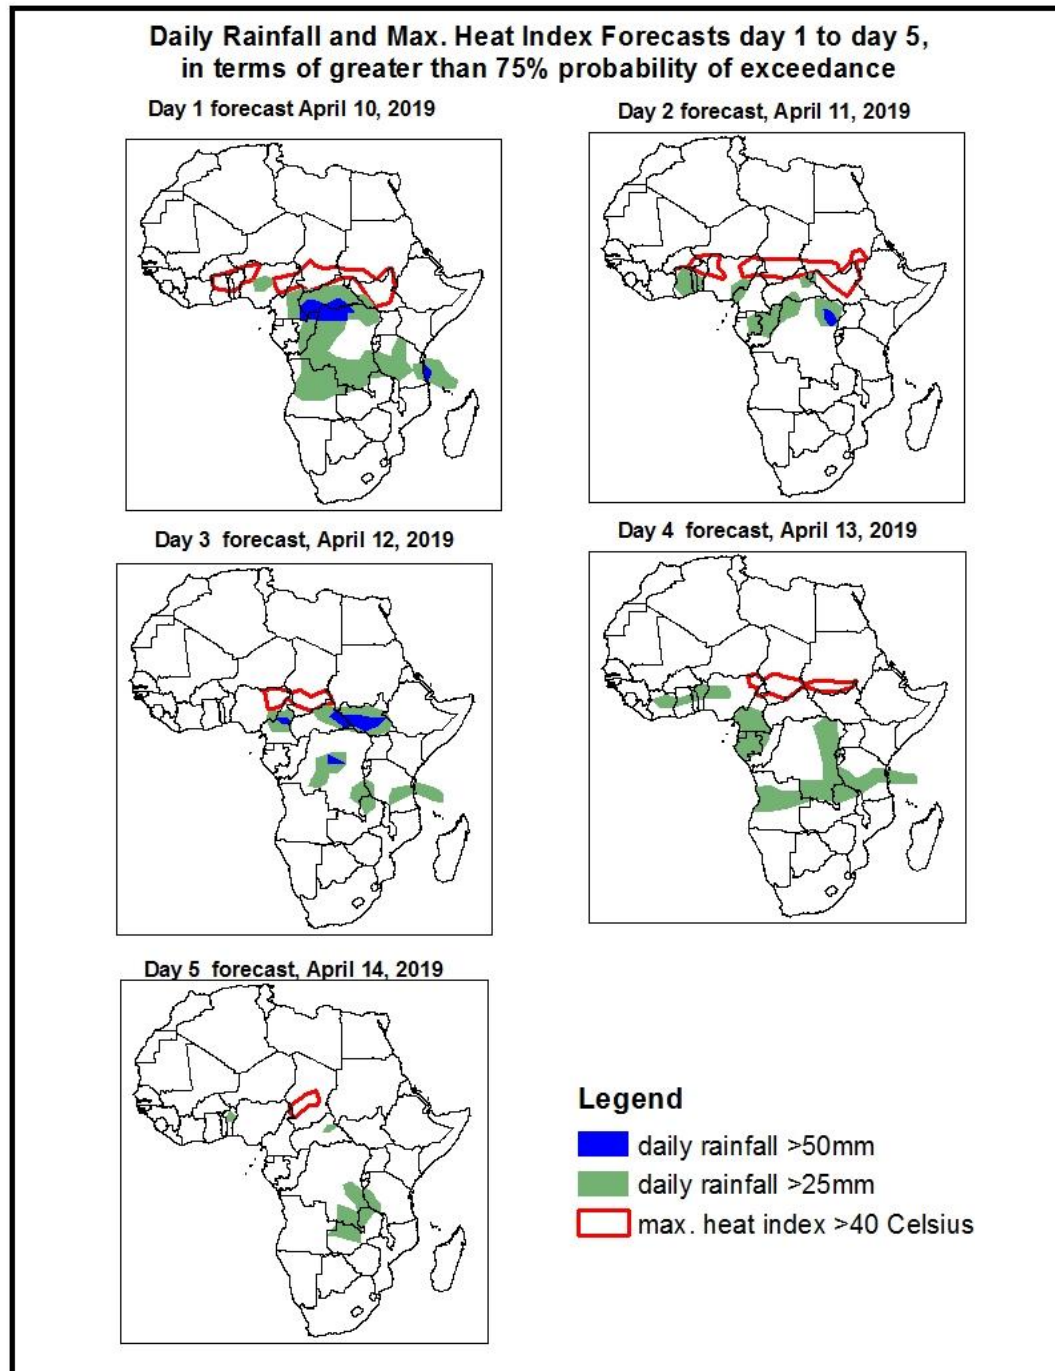 Daily Rainfall and Max. Heat Index Forecasts day 1 to day 5,
in terms of greater than 75% probability of exceedance
Day 1 forecast April 10, 2019
Day 2 forecast, April 11, 2019
Day 3 forecast, April 12, 2019
Day 4 forecast, April 13, 2019
Day 5 forecast, April 14, 2019
Legend
daily rainfall >50mm
daily rainfall >25mm
max. heat index >40 Celsius